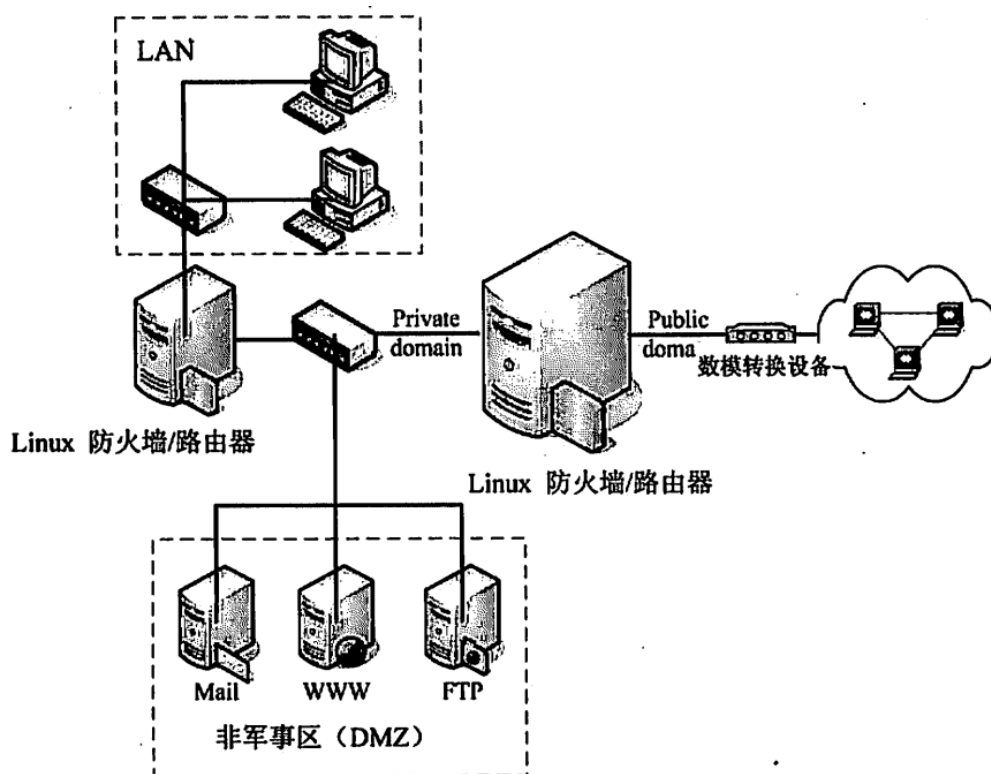 LAN
Private
domain
Public
doma
数模转换设备
Linux 防火墙/路由器
Linux 防火墙/路由器
Mail WWW FTP
非军事区（DMZ）